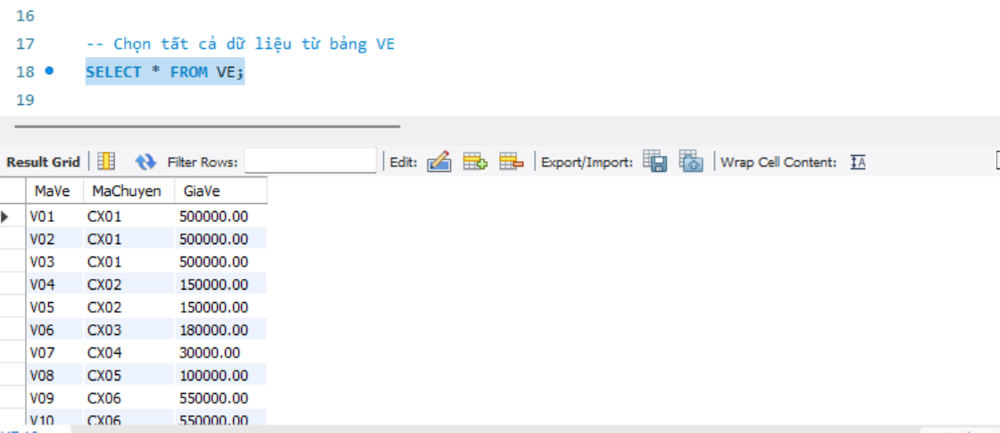 16
17 -- Chọn tất cả dữ liệu từ bảng VE
18 SELECT * FROM VE;
19
Result Grid Filter Rows: Edit: Export/Import: Wrap Cell Content: IA
MaVe MaChuyen GiaVe
V01 CX01 500000.00
V02 CX01 500000.00
V03 CX01 500000.00
V04 CX02 150000.00
V05 CX02 150000.00
V06 CX03 180000.00
V07 CX04 30000.00
V08 CX05 100000.00
V09 CX06 550000.00
V10 CX06 550000.00